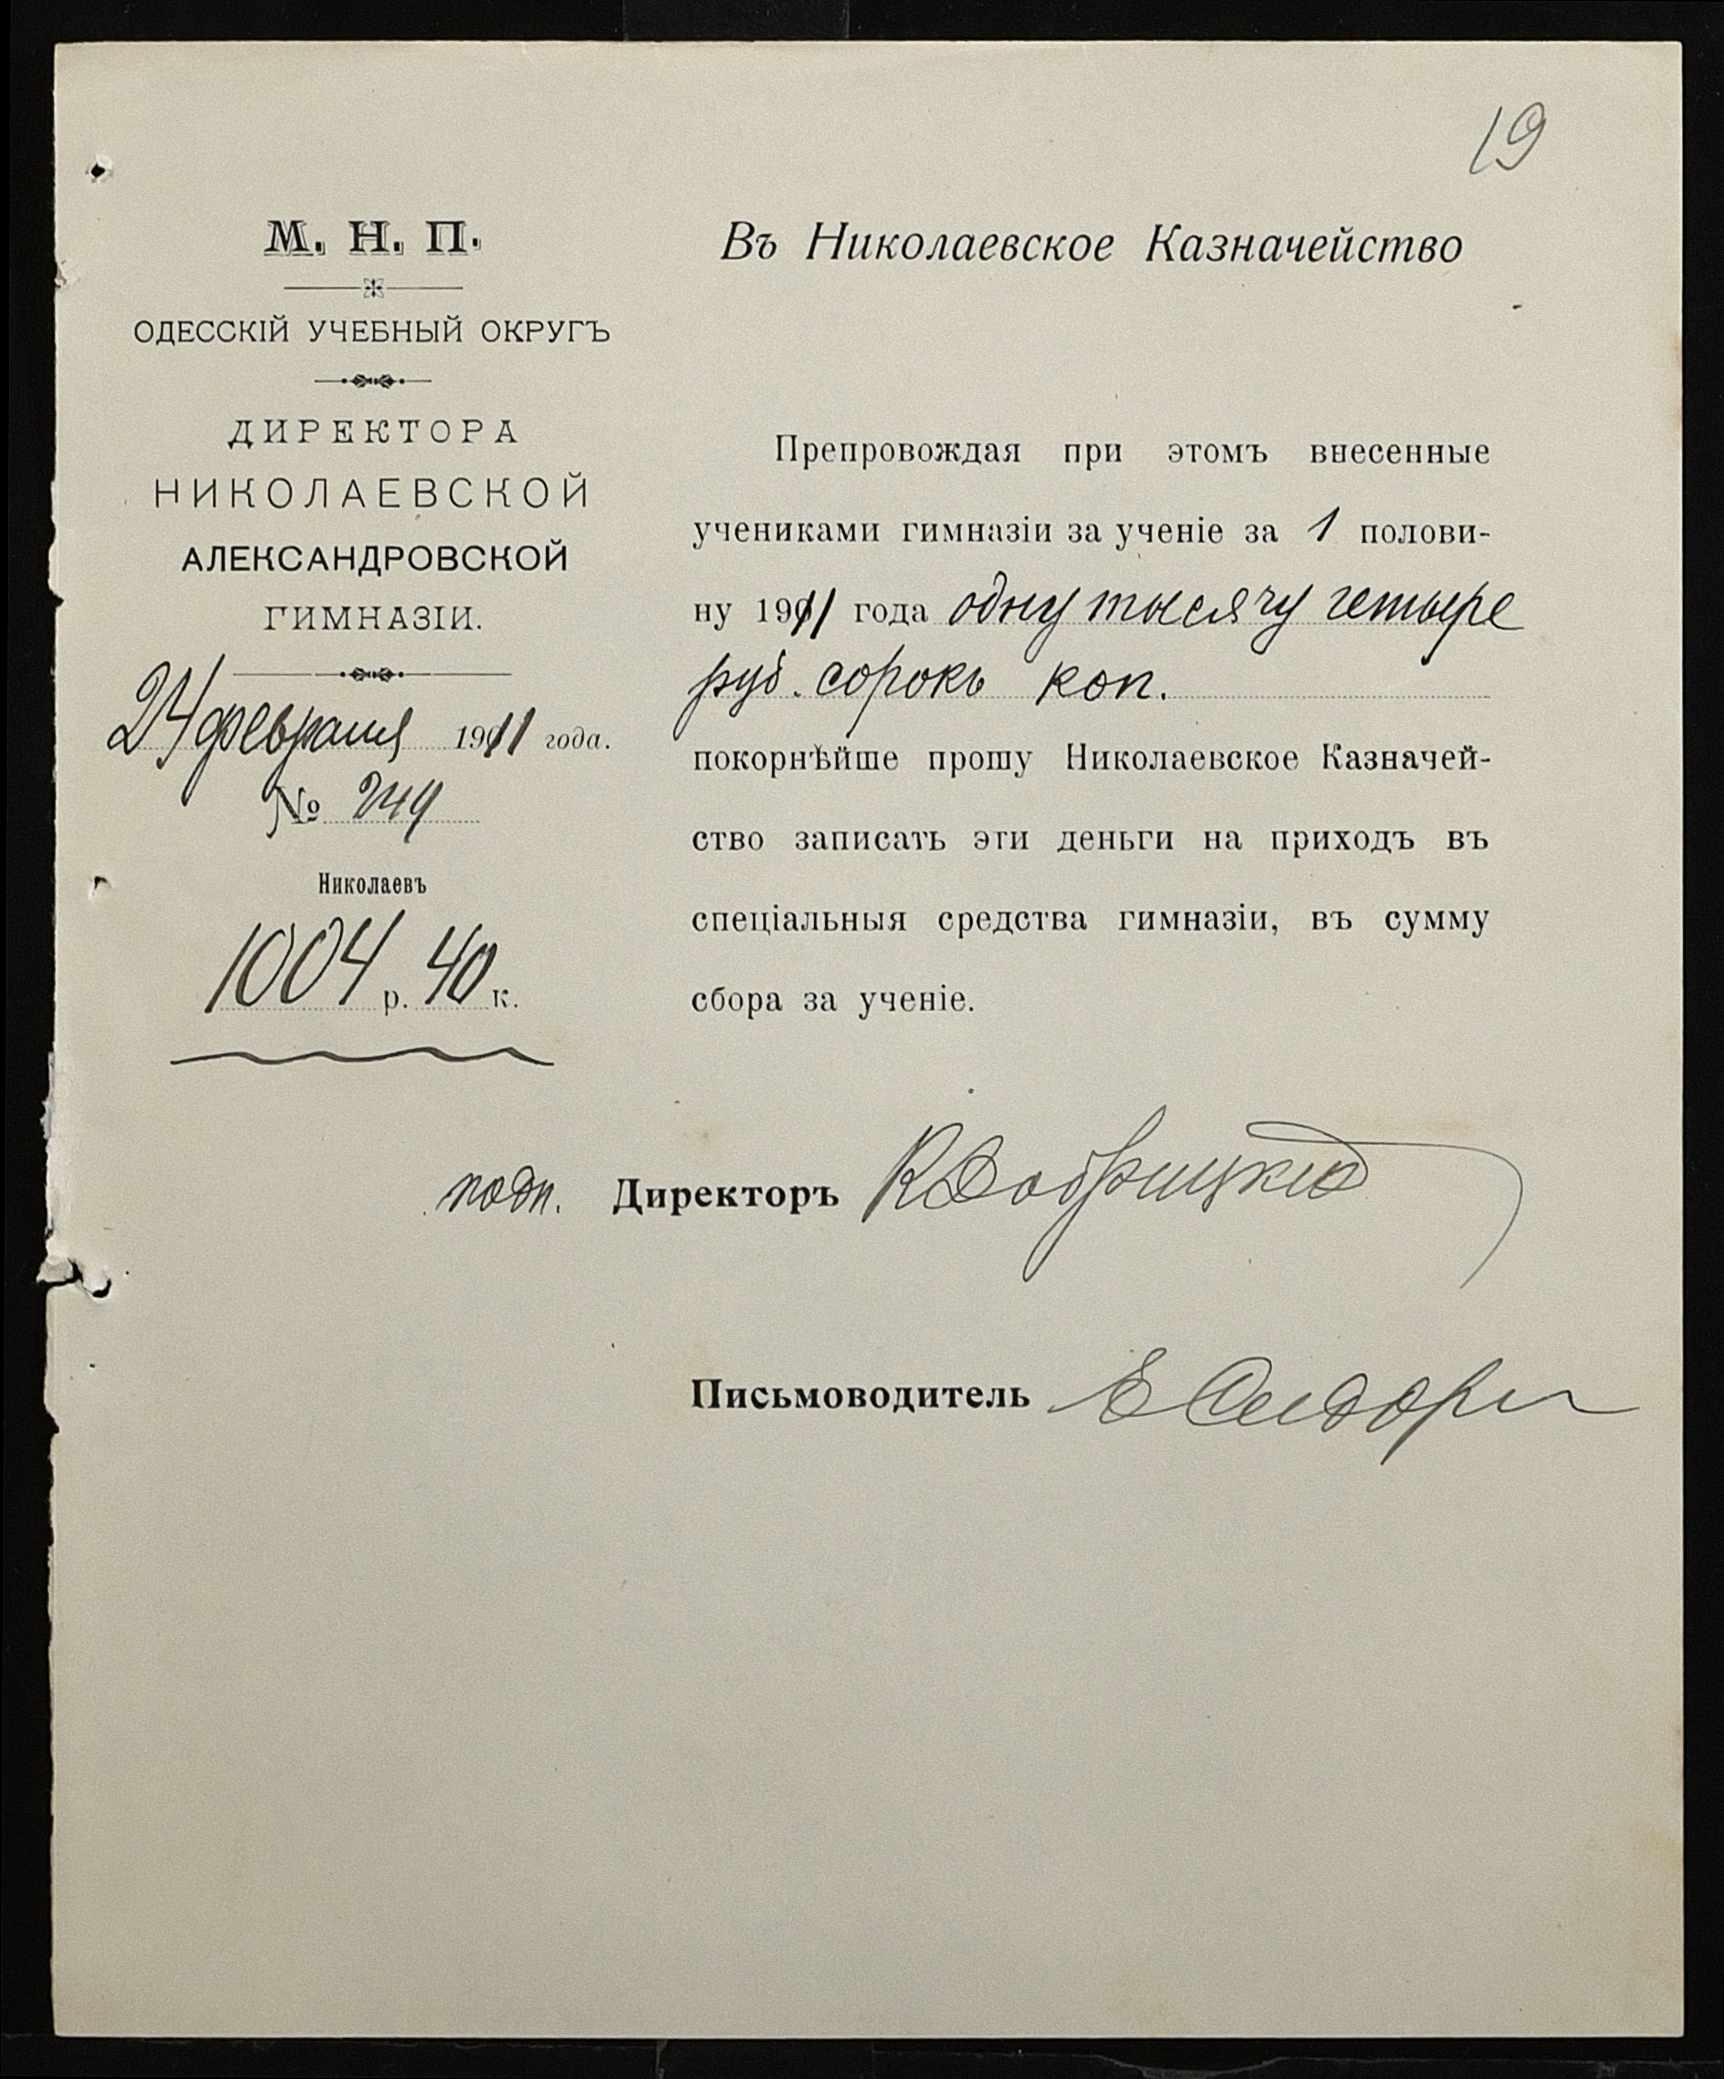 19
М. Н. П.
ОДЕССКІЙ УЧЕБНЫЙ ОКРУГЪ
ДИРЕКТОРА
НИКОЛАЕВСКОЙ
АЛЕКСАНДРОВСКОЙ
ГИМНАЗІИ.
24 февраля 1911 года.
№ 249
Николаевъ
1004 р. 40 к.
Въ Николаевское Казначейство
Препровождая при этомъ внесенные
учениками гимназіи за ученіе за 1 полови-
ну 1911 года одну тысячу четыре
руб. сорокъ коп.
покорнѣйше прошу Николаевское Казначей-
ство записать эти деньги на приходъ въ
спеціальныя средства гимназіи, въ сумму
сбора за ученіе.
подп. Директоръ
Письмоводитель